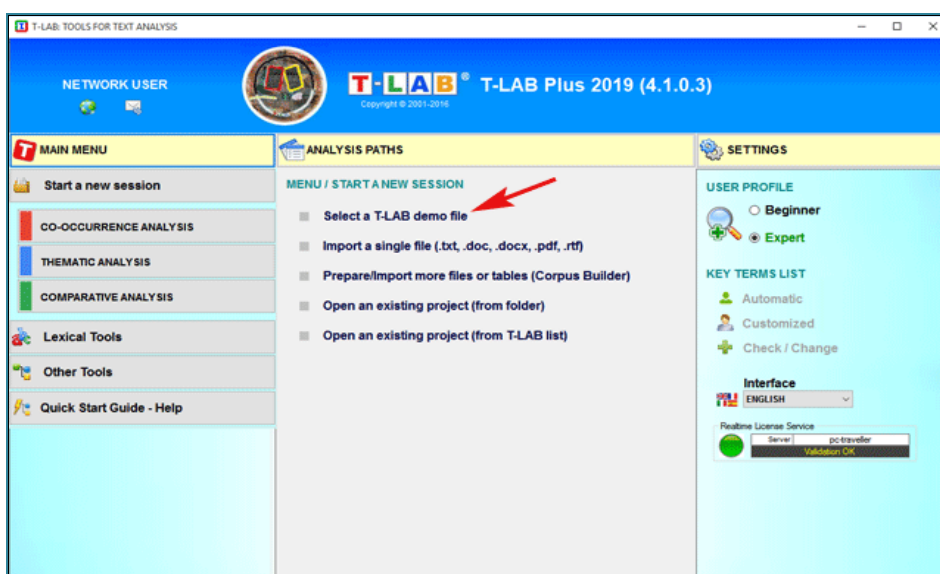 T-LAB: TOOLS FOR TEXT ANALYSIS
NETWORK USER
T-LAB ®
Copyright © 2001-2016
T-LAB Plus 2019 (4.1.0.3)
MAIN MENU
Start a new session
CO-OCCURRENCE ANALYSIS
THEMATIC ANALYSIS
COMPARATIVE ANALYSIS
Lexical Tools
Other Tools
Quick Start Guide - Help
ANALYSIS PATHS
MENU / START A NEW SESSION
Select a T-LAB demo file
Import a single file (.txt, .doc, .docx, .pdf, .rtf)
Prepare/Import more files or tables (Corpus Builder)
Open an existing project (from folder)
Open an existing project (from T-LAB list)
SETTINGS
USER PROFILE
Beginner
Expert
KEY TERMS LIST
Automatic
Customized
Check / Change
Interface
ENGLISH
Realtime License Service
Server pc-traveller
Validation OK